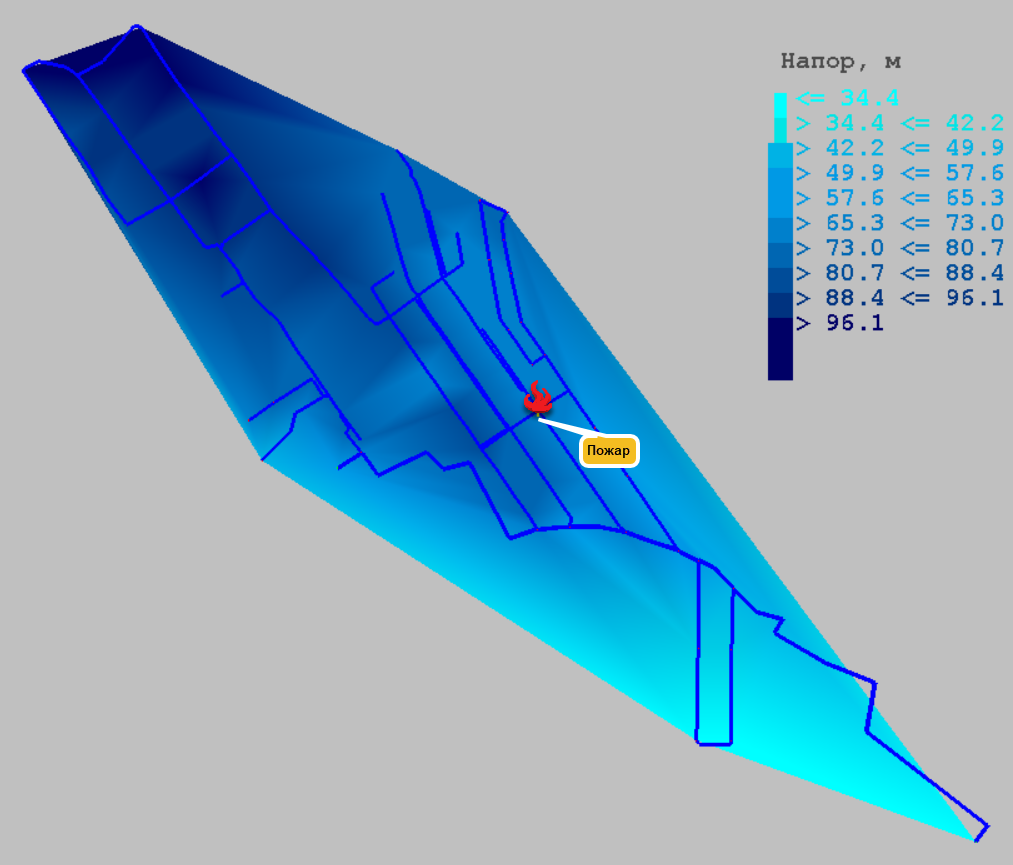 Напор, м
<= 34.4
> 34.4 <= 42.2
> 42.2 <= 49.9
> 49.9 <= 57.6
> 57.6 <= 65.3
> 65.3 <= 73.0
> 73.0 <= 80.7
> 80.7 <= 88.4
> 88.4 <= 96.1
> 96.1
Пожар